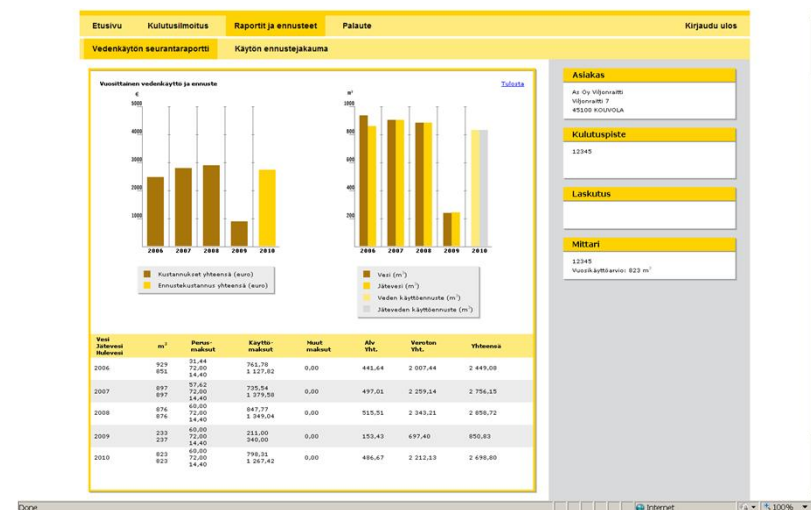 Etusivu Kulutusilmoitus Raportit ja ennusteet Palaute Kirjaudu ulos
Vedenkäytön seurantaraportti Käytön ennustejakauma
Vuosittainen vedenkäyttö ja ennuste Tulosta
€
5000
4000
3000
2000
1000
2006 2007 2008 2009 2010
Kustannukset yhteensä (euro)
Ennustekustannus yhteensä (euro)
m³
1000
800
600
400
200
2006 2007 2008 2009 2010
Vesi (m³)
Jätevesi (m³)
Veden käyttöennuste (m³)
Jäteveden käyttöennuste (m³)
Vesi
Jätevesi
Hulevesi
m³
Perus-
maksut
Käyttö-
maksut
Muut
maksut
Alv
Yht.
Veroton
Yht.
Yhteensä
2006 929 851 31,44 72,00 14,40 761,78 1 127,82 0,00 441,64 2 007,44 2 449,08
2007 897 897 57,62 72,00 14,40 735,54 1 379,58 0,00 497,01 2 259,14 2 756,15
2008 876 876 60,00 72,00 14,40 847,77 1 349,04 0,00 515,51 2 343,21 2 858,72
2009 233 237 60,00 72,00 14,40 211,00 340,00 0,00 153,43 697,40 850,83
2010 823 823 60,00 72,00 14,40 798,31 1 267,42 0,00 486,67 2 212,13 2 698,80
Asiakas
As Oy Viljonraitti
Viljonraitti 7
45100 KOUVOLA
Kulutuspiste
12345
Laskutus
Mittari
12345
Vuosikäyttöarvio: 823 m³
Done Internet 100%